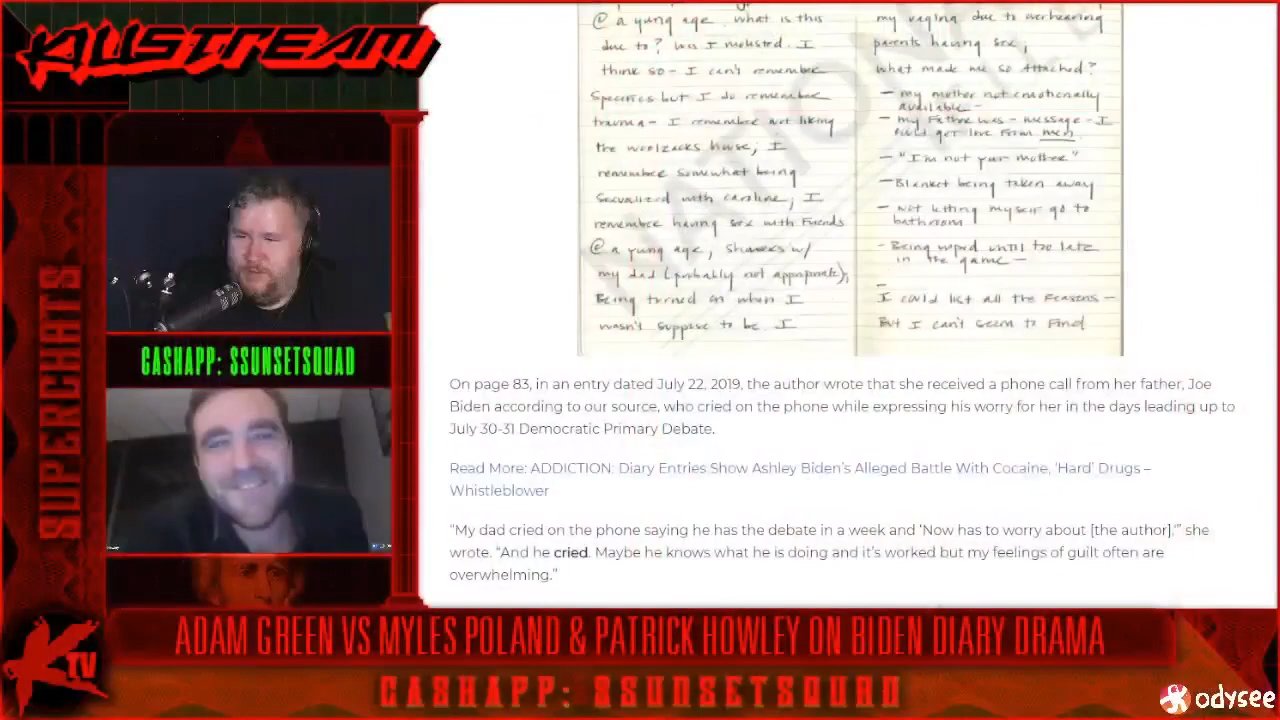 KILLSTREAM
SUPERCHATS
CASHAPP: $SUNSETSQUAD
@ a yung age. what is this
due to? was I molested. I
think so - I can't remember
specifics but I do remember
trauma - I remember not liking
the woolzacks house; I
remember somewhat being
sexualized with caroline; I
remember having sex with friends
@ a young age; showers w/
my dad (probably not appropriate);
Being turned on when I
wasn't suppose to be I
my vagina due to overhearing
parents having sex;
what made me so attached?
- my mother not emotionally
available -
- my Father was - message - I
could get love from men
- "I'm not your mother"
- Blanket being taken away
- not letting myself go to
bathroom
- Being wiped until too late
in the game -
-
I could list all the reasons -
But I can't seem to find
On page 83, in an entry dated July 22, 2019, the author wrote that she received a phone call from her father, Joe
Biden according to our source, who cried on the phone while expressing his worry for her in the days leading up to
July 30-31 Democratic Primary Debate.
Read More: ADDICTION: Diary Entries Show Ashley Biden's Alleged Battle With Cocaine, 'Hard' Drugs –
Whistleblower
"My dad cried on the phone saying he has the debate in a week and 'Now has to worry about [the author],'" she
wrote. "And he cried. Maybe he knows what he is doing and it's worked but my feelings of guilt often are
overwhelming."
ADAM GREEN VS MYLES POLAND & PATRICK HOWLEY ON BIDEN DIARY DRAMA
CASHAPP: $SUNSETSQUAD
K TV
odysee